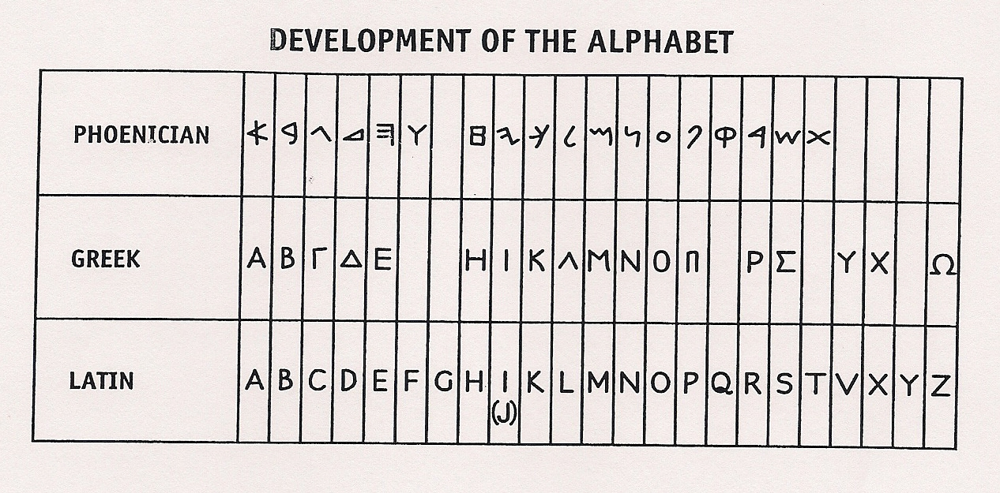 DEVELOPMENT OF THE ALPHABET
PHOENICIAN 𐤀 𐤁 𐤂 𐤃 𐤄 𐤅 𐤇 𐤉 𐤊 𐤋 𐤌 𐤍 𐤏 𐤐 𐤒 𐤓 𐤔 𐤕
GREEK Α Β Γ Δ Ε Η Ι Κ Λ Μ Ν Ο Π Ρ Σ Υ Χ Ω
LATIN A B C D E F G H I K L M N O P Q R S T V X Y Z
(J)